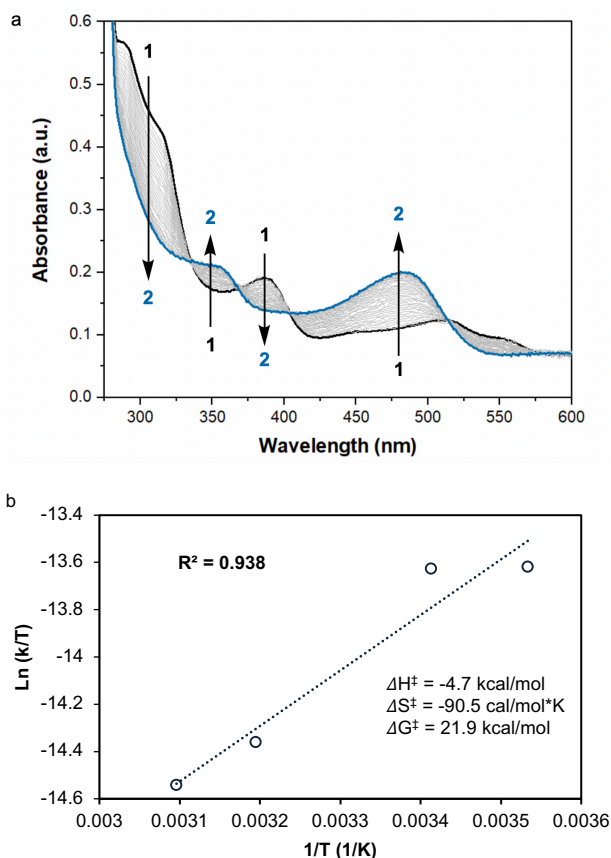 a
0.6
0.5
0.4
0.3
0.2
0.1
0.0
Absorbance (a.u.)
1
2
2
1
1
2
2
1
300 350 400 450 500 550 600
Wavelength (nm)
b
-13.4
-13.6
-13.8
-14
-14.2
-14.4
-14.6
Ln (k/T)
R² = 0.938
ΔH‡ = -4.7 kcal/mol
ΔS‡ = -90.5 cal/mol*K
ΔG‡ = 21.9 kcal/mol
0.003 0.0031 0.0032 0.0033 0.0034 0.0035 0.0036
1/T (1/K)